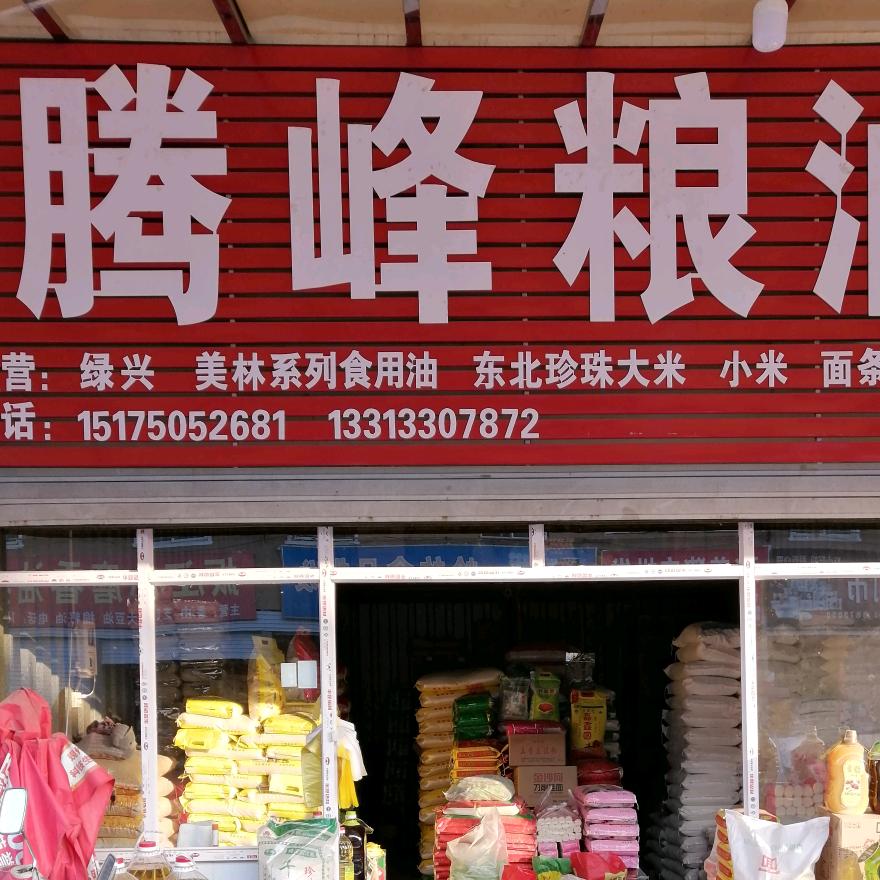 腾峰粮油
营：绿兴 美林系列食用油 东北珍珠大米 小米 面条
话：15175052681 13313307872